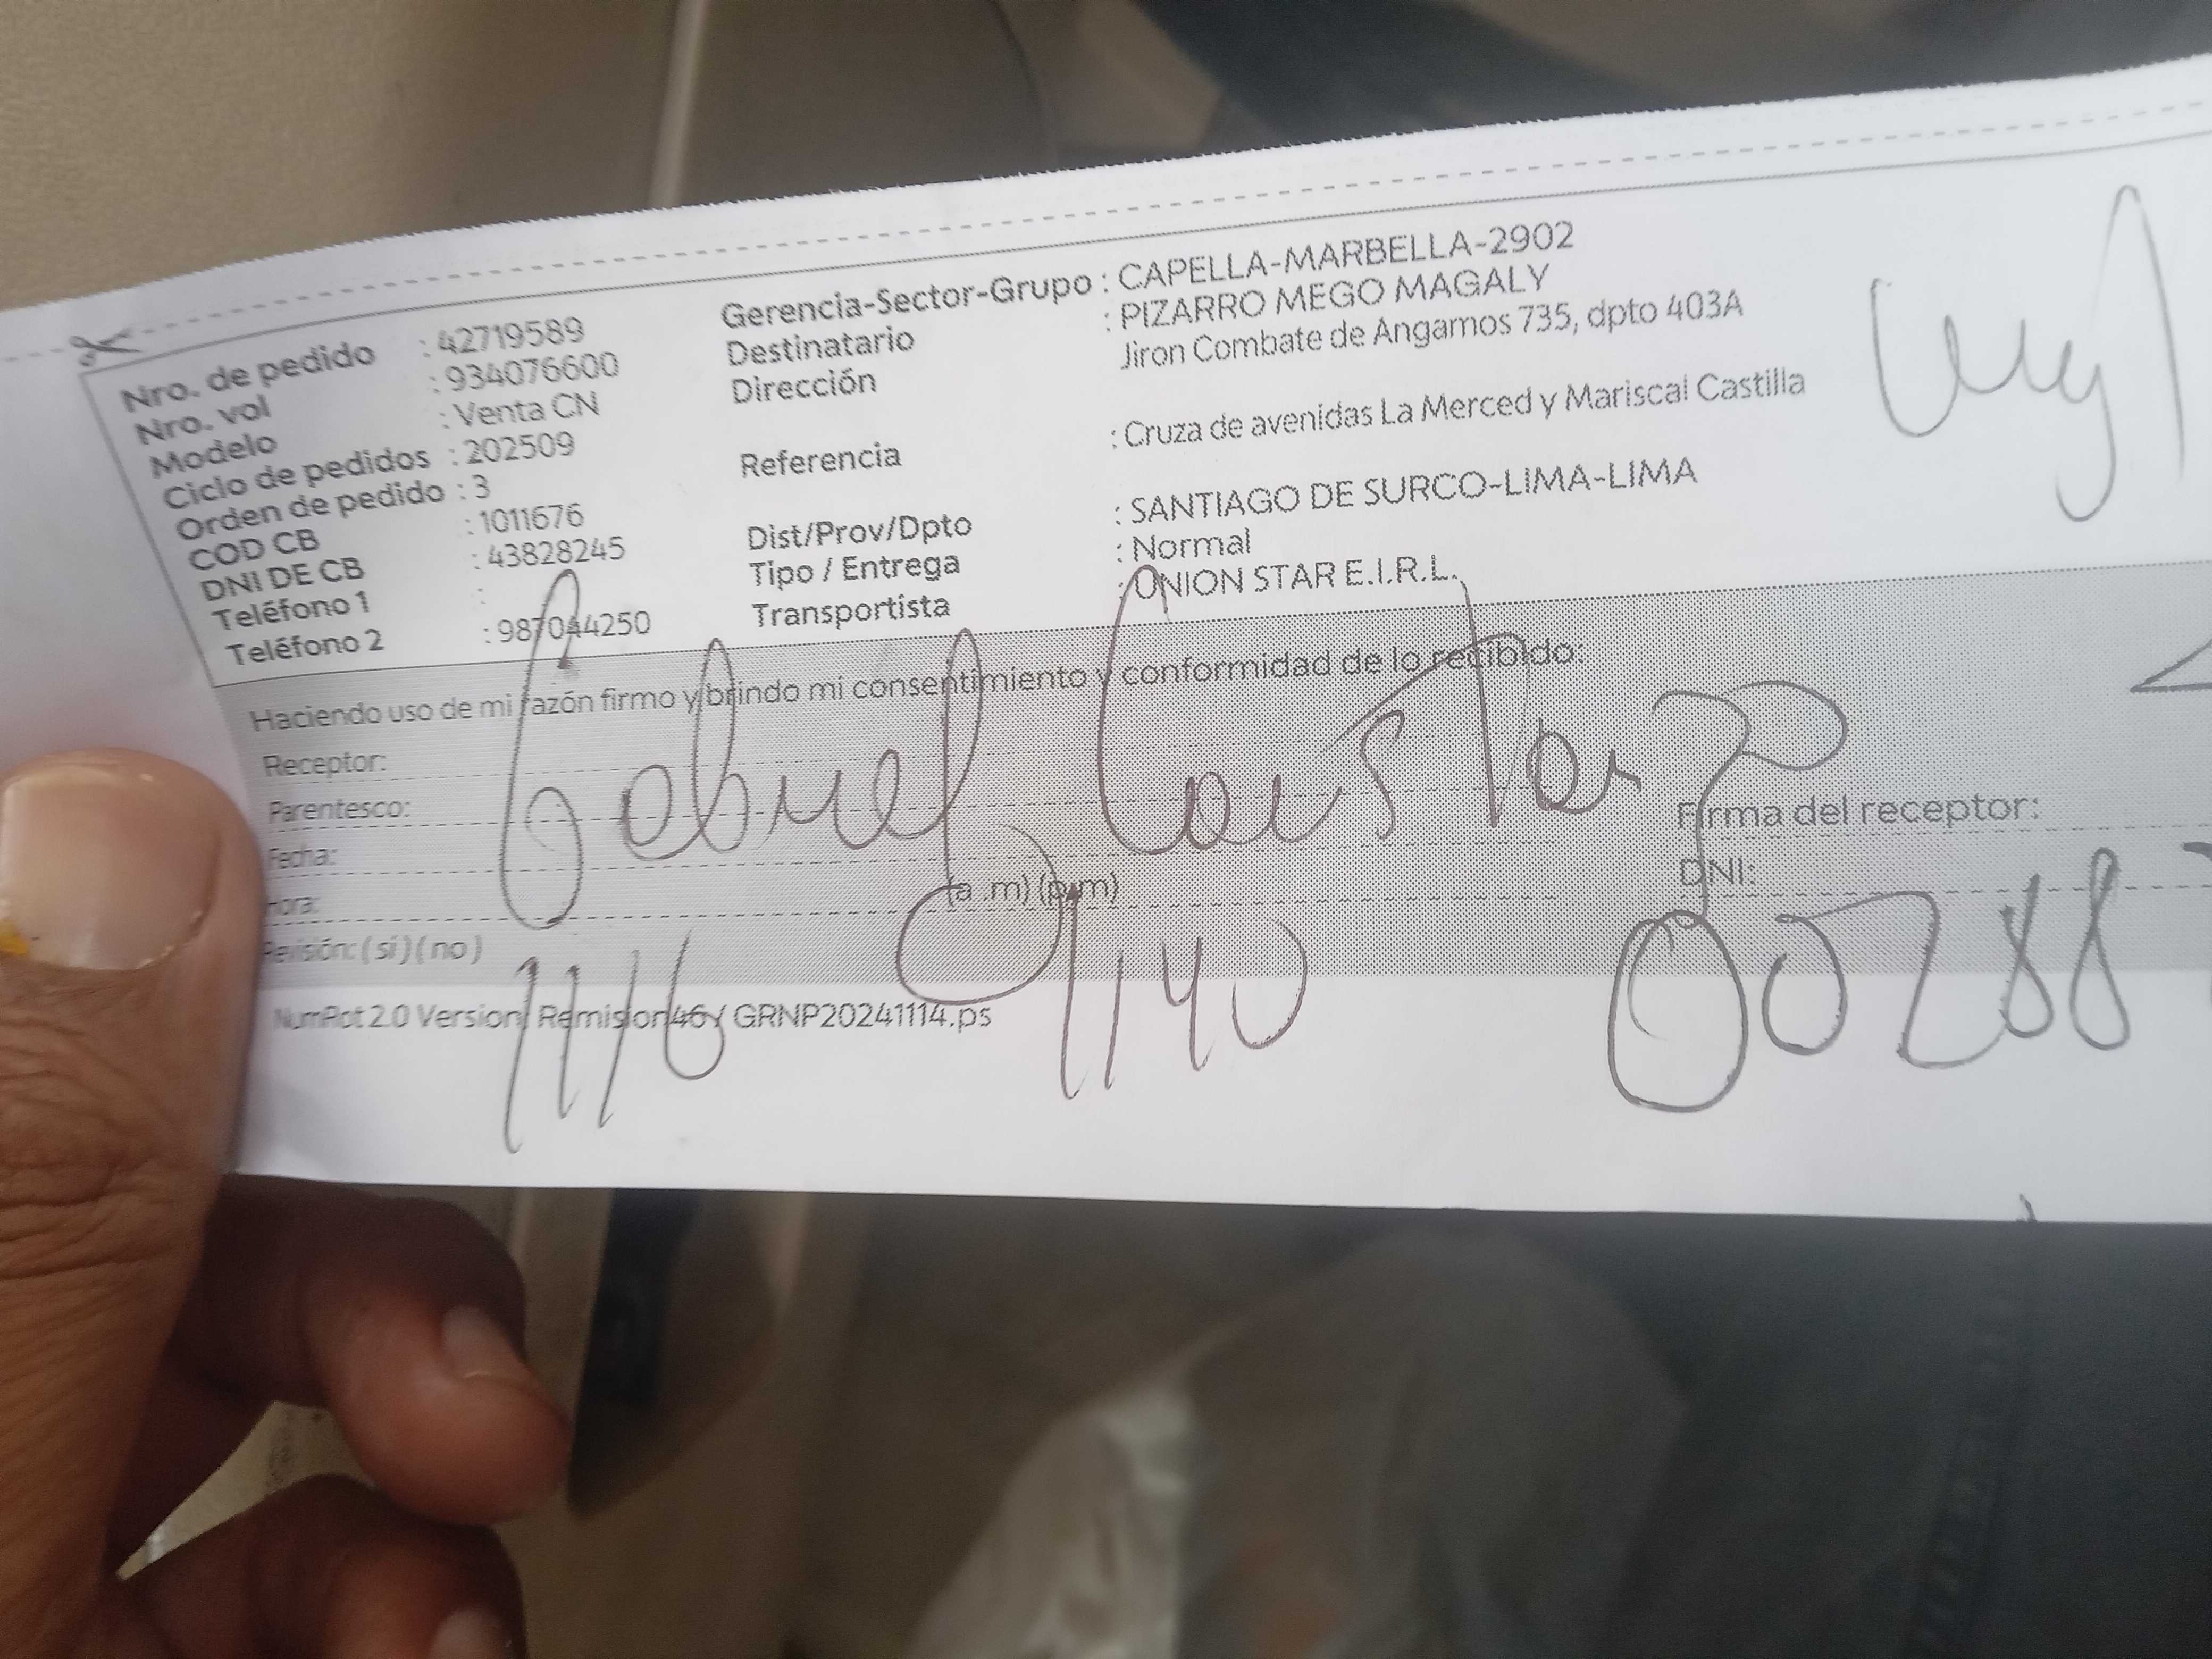 Nro. de pedido : 42719589
Nro. vol : 934076600
Modelo : Venta CN
Ciclo de pedidos : 202509
Orden de pedido : 3
COD CB : 1011676
DNI DE CB : 43828245
Teléfono 1 :
Teléfono 2 : 987044250
Gerencia-Sector-Grupo : CAPELLA-MARBELLA-2902
Destinatario : PIZARRO MEGO MAGALY
Dirección Jiron Combate de Angamos 735, dpto 403A
Referencia : Cruza de avenidas La Merced y Mariscal Castilla
Dist/Prov/Dpto : SANTIAGO DE SURCO-LIMA-LIMA
Tipo / Entrega : Normal
Transportista : UNION STAR E.I.R.L.
Haciendo uso de mi razón firmo y brindo mi consentimiento y conformidad de lo recibido:
Receptor:
Gabriel
Parentesco:
Firma del receptor:
Fecha:
DNI:
Hora: (a .m) (p.m)
Revisión: ( sí ) ( no )
11/6 1140 00288
NumRot 2.0 Version Remision46 / GRNP20241114.ps